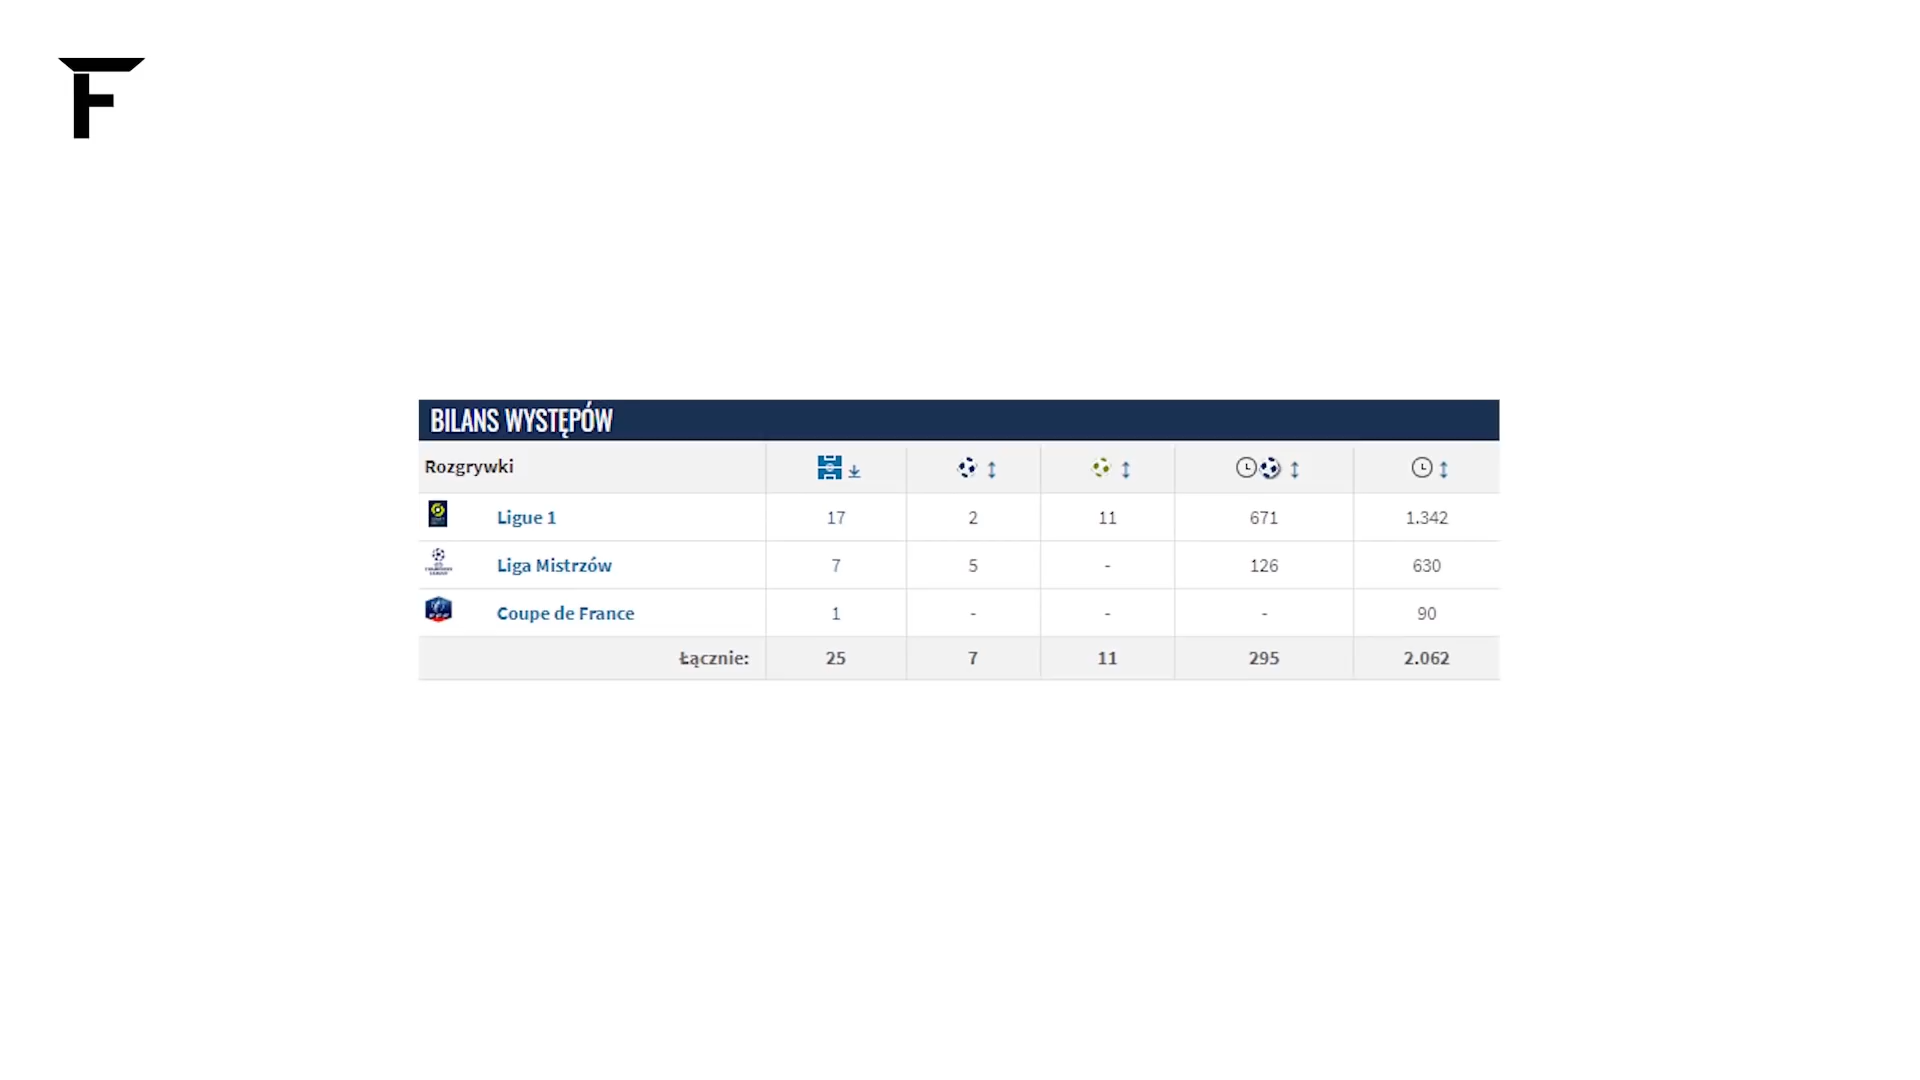 F
BILANS WYSTĘPÓW
Rozgrywki
Ligue 1 17 2 11 671 1.342
Liga Mistrzów 7 5 - 126 630
Coupe de France 1 - - - 90
Łącznie: 25 7 11 295 2.062